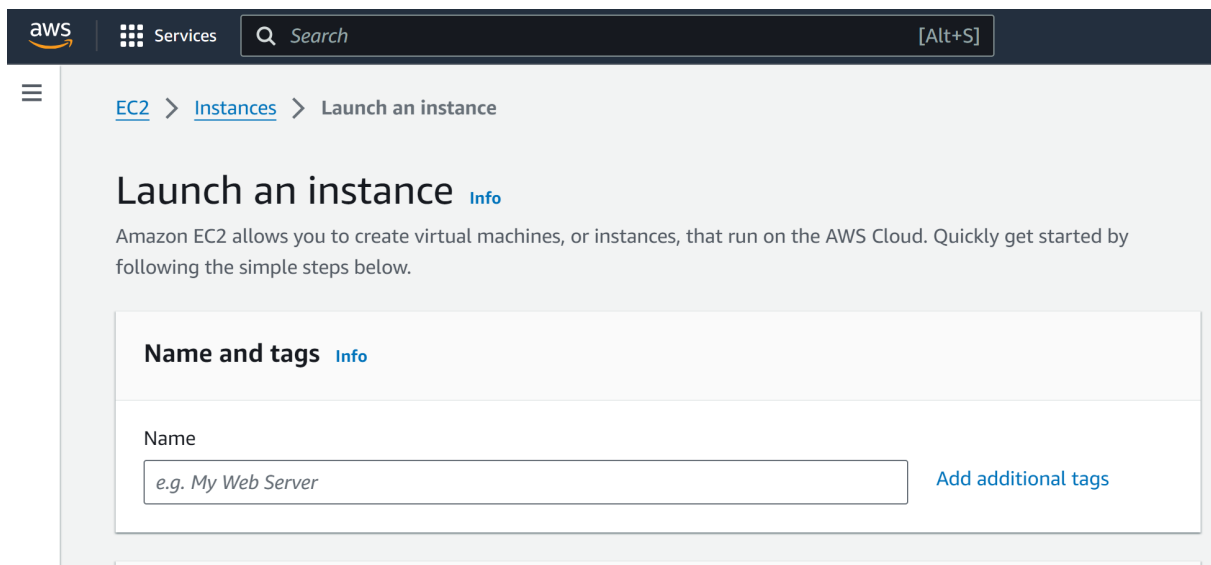 aws Services Search [Alt+S]
EC2 > Instances > Launch an instance
Launch an instance Info
Amazon EC2 allows you to create virtual machines, or instances, that run on the AWS Cloud. Quickly get started by
following the simple steps below.
Name and tags Info
Name
e.g. My Web Server Add additional tags